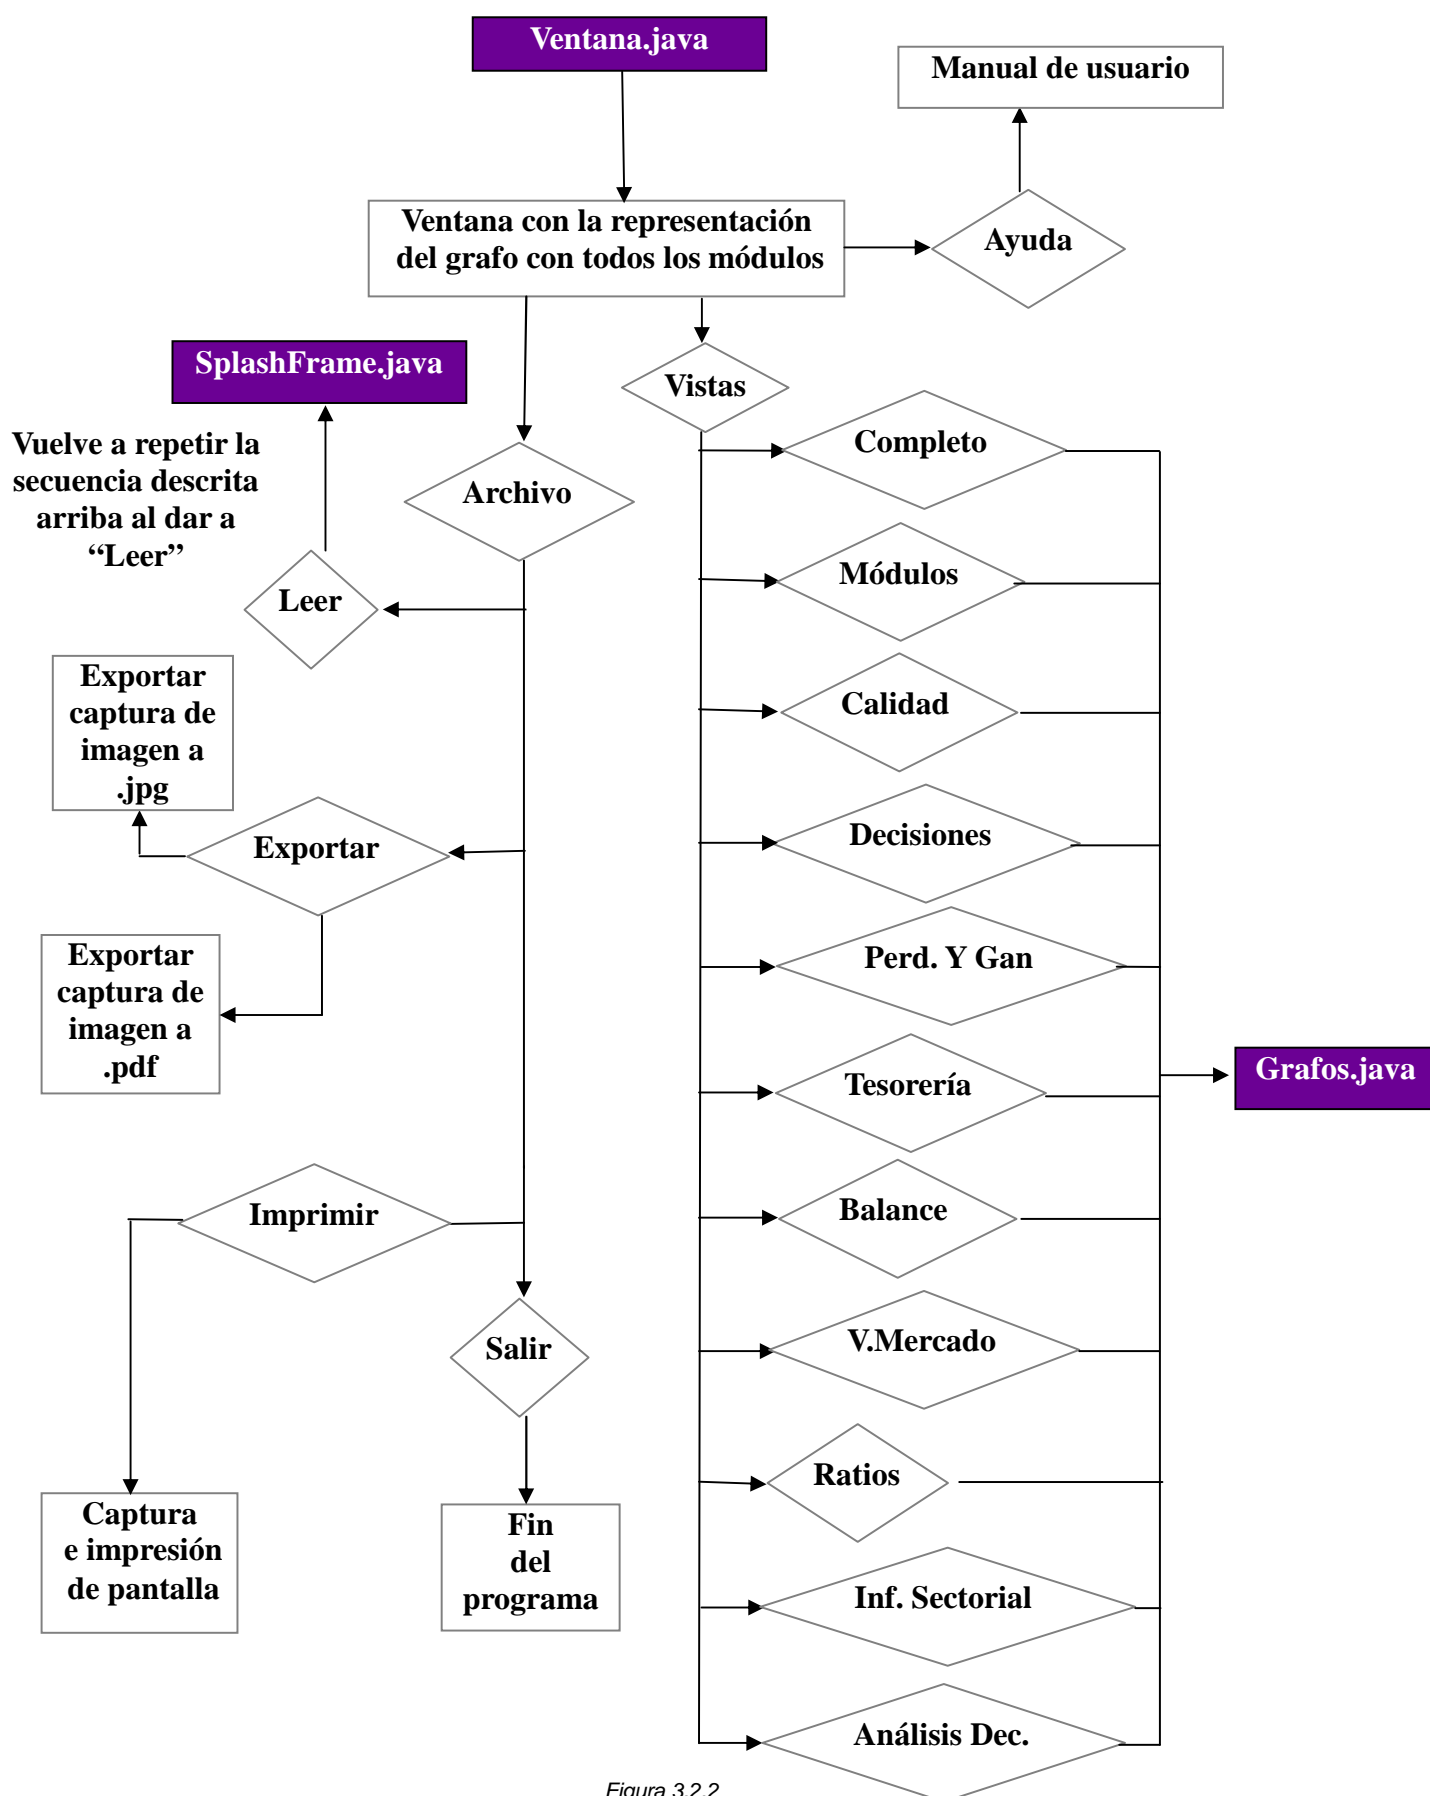 Ventana.java
Manual de usuario
Ventana con la representación
del grafo con todos los módulos
Ayuda
SplashFrame.java
Vistas
Vuelve a repetir la
secuencia descrita
arriba al dar a
“Leer”
Archivo
Completo
Leer
Módulos
Exportar
captura de
imagen a
.jpg
Calidad
Exportar
Decisiones
Exportar
captura de
imagen a
.pdf
Perd. Y Gan
Tesorería
Grafos.java
Imprimir
Balance
Salir
V.Mercado
Ratios
Captura
e impresión
de pantalla
Fin
del
programa
Inf. Sectorial
Análisis Dec.
Figura 3.2.2